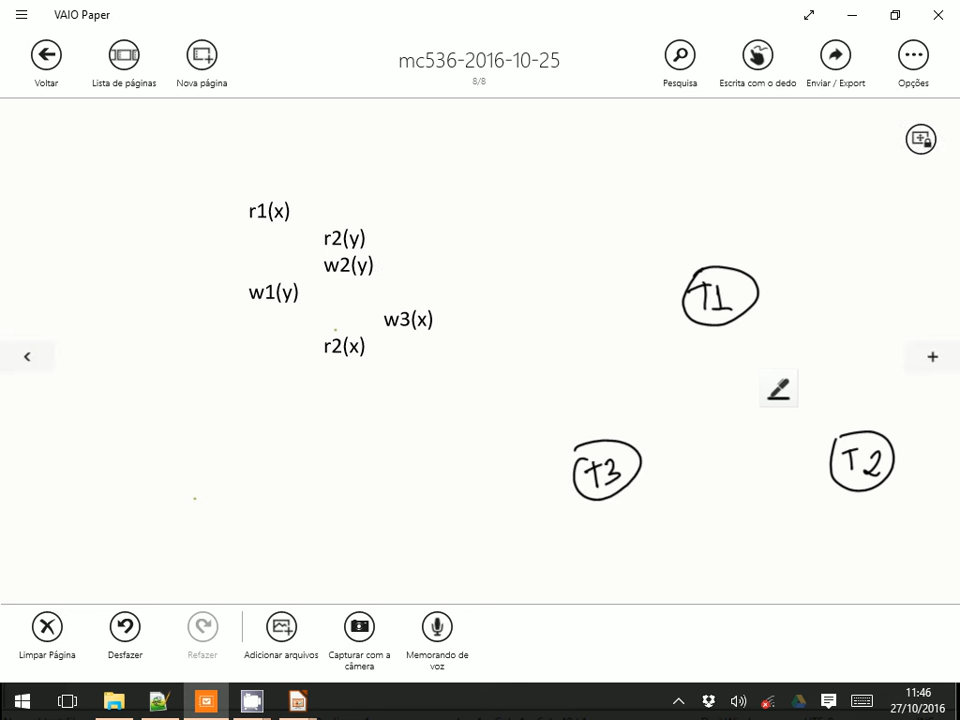 VAIO Paper
Voltar
Lista de páginas
Nova página
mc536-2016-10-25
8/8
Pesquisa
Escrita com o dedo
Enviar / Export
Opções
r1(x)
r2(y)
w2(y)
w1(y)
w3(x)
r2(x)
T1
T3
T2
Limpar Página
Desfazer
Refazer
Adicionar arquivos
Capturar com a
câmera
Memorando de
voz
11:46
27/10/2016